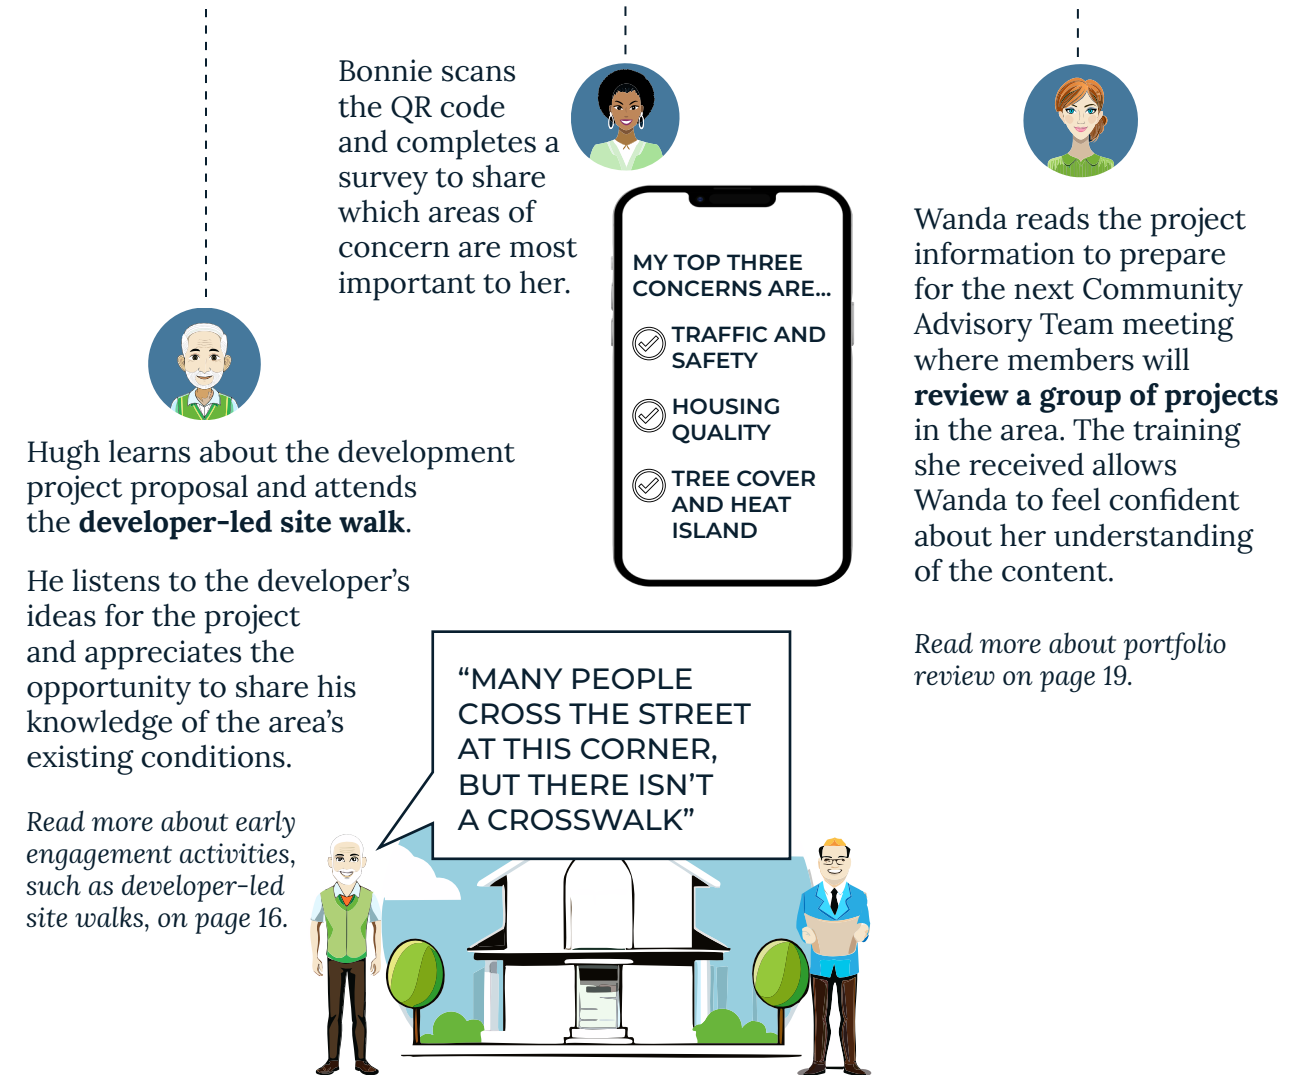 Bonnie scans
the QR code
and completes a
survey to share
which areas of
concern are most
important to her.
MY TOP THREE
CONCERNS ARE...
TRAFFIC AND
SAFETY
HOUSING
QUALITY
TREE COVER
AND HEAT
ISLAND
Wanda reads the project
information to prepare
for the next Community
Advisory Team meeting
where members will
review a group of projects
in the area. The training
she received allows
Wanda to feel confident
about her understanding
of the content.
Read more about portfolio
review on page 19.
Hugh learns about the development
project proposal and attends
the developer-led site walk.
He listens to the developer’s
ideas for the project
and appreciates the
opportunity to share his
knowledge of the area’s
existing conditions.
Read more about early
engagement activities,
such as developer-led
site walks, on page 16.
“MANY PEOPLE
CROSS THE STREET
AT THIS CORNER,
BUT THERE ISN’T
A CROSSWALK”